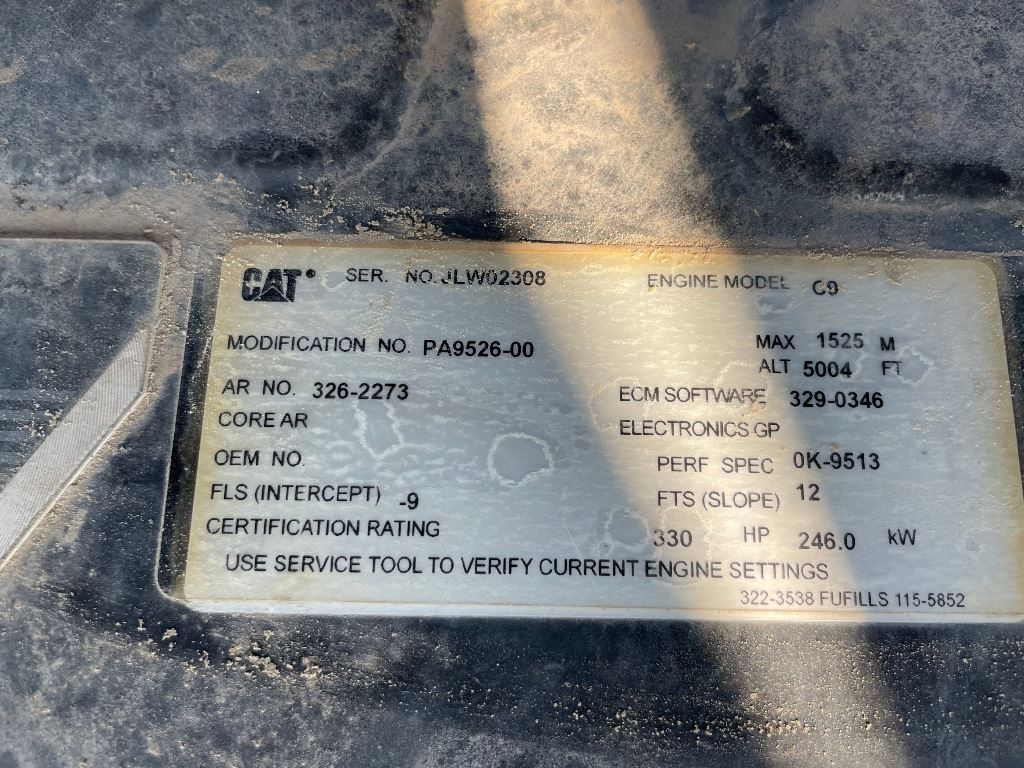 CAT® SER. NO. JLW02308 ENGINE MODEL C9
MODIFICATION NO. PA9526-00 MAX 1525 M
ALT 5004 FT
AR NO. 326-2273 ECM SOFTWARE 329-0346
CORE AR ELECTRONICS GP
OEM NO. PERF SPEC 0K-9513
FLS (INTERCEPT) -9 FTS (SLOPE) 12
CERTIFICATION RATING 330 HP 246.0 kW
USE SERVICE TOOL TO VERIFY CURRENT ENGINE SETTINGS
322-3538 FUFILLS 115-5852